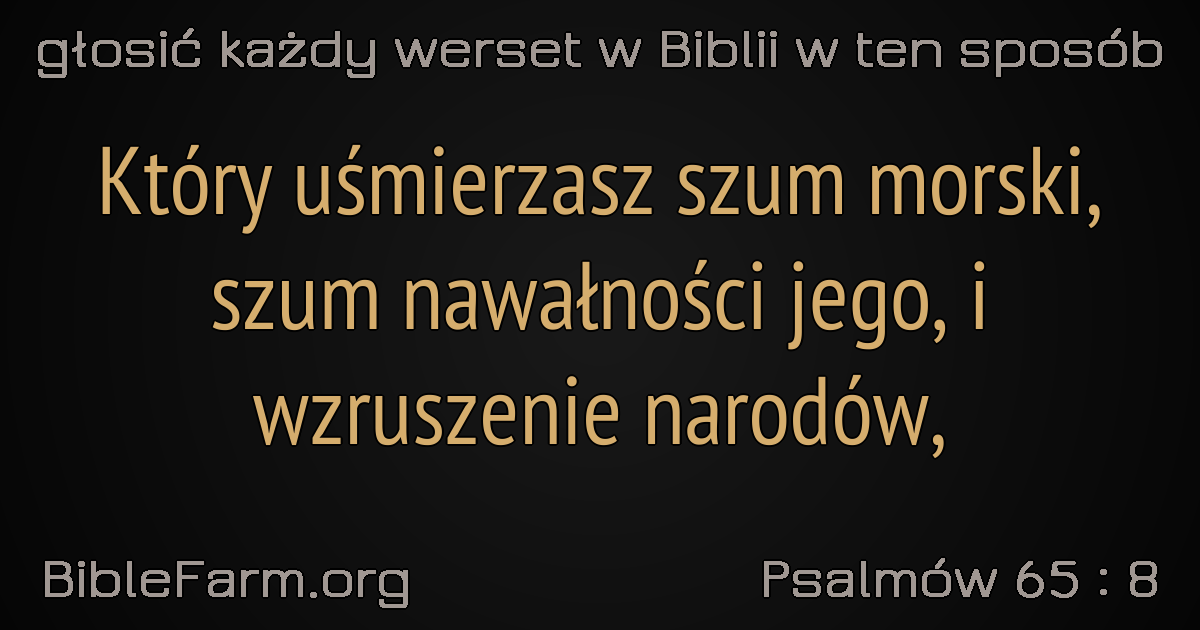 głosić każdy werset w Biblii w ten sposób
Który uśmierzasz szum morski,
szum nawałności jego, i
wzruszenie narodów,
BibleFarm.org
Psalmów 65 : 8